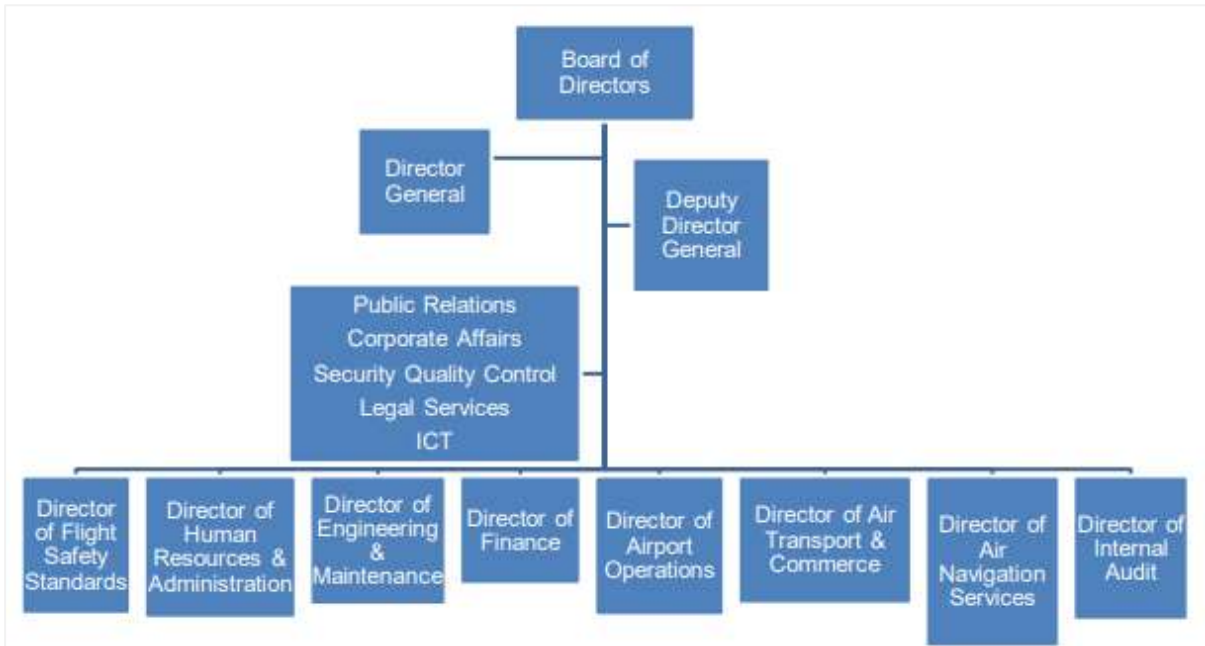 Board of
Directors
Director
General
Deputy
Director
General
Public Relations
Corporate Affairs
Security Quality Control
Legal Services
ICT
Director
of Flight
Safety
Standards
Director of
Human
Resources &
Administration
Director of
Engineering
&
Maintenance
Director of
Finance
Director of
Airport
Operations
Director of Air
Transport &
Commerce
Director of
Air
Navigation
Services
Director of
Internal
Audit